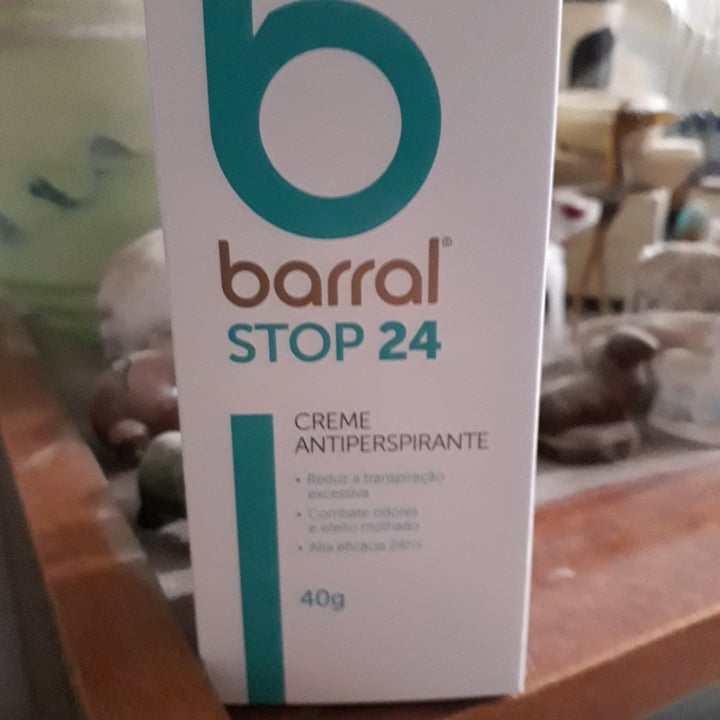 b
barral®
STOP 24
CREME
ANTIPERSPIRANTE
• Reduz a transpiração
excessiva
• Combate odores
e efeito molhado
• Alta eficácia 24h+
40g